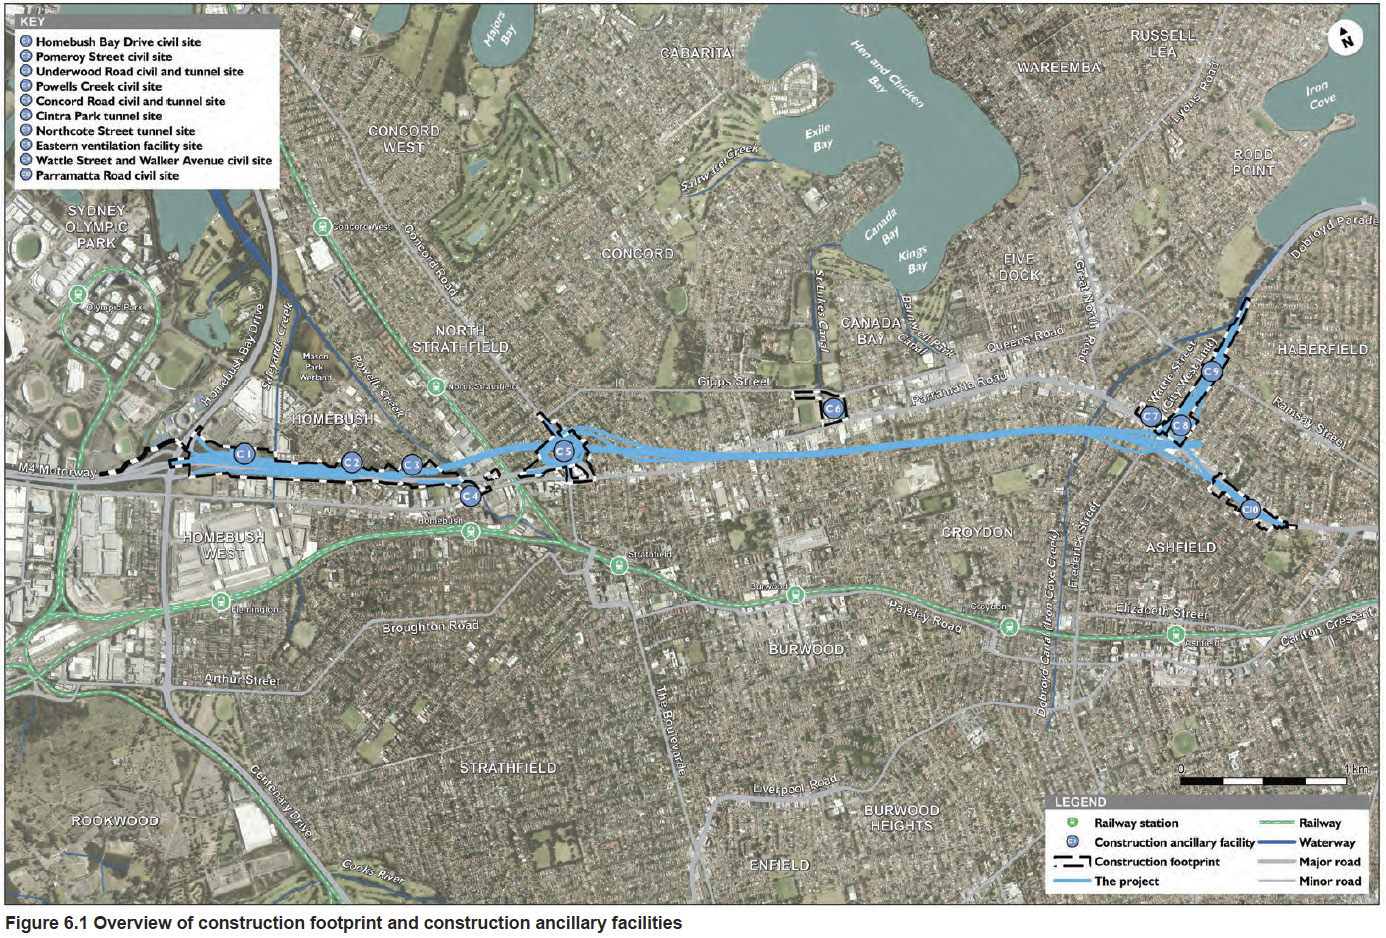 KEY
C1 Homebush Bay Drive civil site
C2 Pomeroy Street civil site
C3 Underwood Road civil and tunnel site
C4 Powells Creek civil site
C5 Concord Road civil and tunnel site
C6 Cintra Park tunnel site
C7 Northcote Street tunnel site
C8 Eastern ventilation facility site
C9 Wattle Street and Walker Avenue civil site
C10 Parramatta Road civil site
Majors Bay
CABARITA
Hen and Chicken Bay
RUSSELL LEA
WAREEMBA
N
Iron Cove
Lyons Road
CONCORD WEST
Exile Bay
Saltwater Creek
RODD POINT
SYDNEY OLYMPIC PARK
Concord West
Concord Road
CONCORD
Canada Bay
Kings Bay
FIVE DOCK
Dobroyd Parade
Olympic Park
Homebush Bay Drive
Saleyards Creek
Mason Park Wetland
Powells Creek
NORTH STRATHFIELD
St Lukes Canal
CANADA BAY
Barnwell Park Canal
Queens Road
Great North Road
Wattle Street
(City West Link)
HABERFIELD
North Strathfield
Gipps Street
Parramatta Road
Ramsay Street
HOMEBUSH
C 1
C 2
C 3
C 4
C 5
C 6
C 7
C 8
C 9
C10
M4 Motorway
HOMEBUSH WEST
Homebush
Strathfield
Flemington
Burwood
CROYDON
Croydon
ASHFIELD
Frederick Street
Dobroyd Canal (Iron Cove Creek)
Elizabeth Street
Ashfield
Carlton Crescent
Paisley Road
Broughton Road
Arthur Street
BURWOOD
The Boulevarde
STRATHFIELD
Centenary Drive
ROOKWOOD
Liverpool Road
BURWOOD HEIGHTS
ENFIELD
Cooks River
0
1 km
LEGEND
Railway station
Construction ancillary facility
Construction footprint
The project
Railway
Waterway
Major road
Minor road
Figure 6.1 Overview of construction footprint and construction ancillary facilities